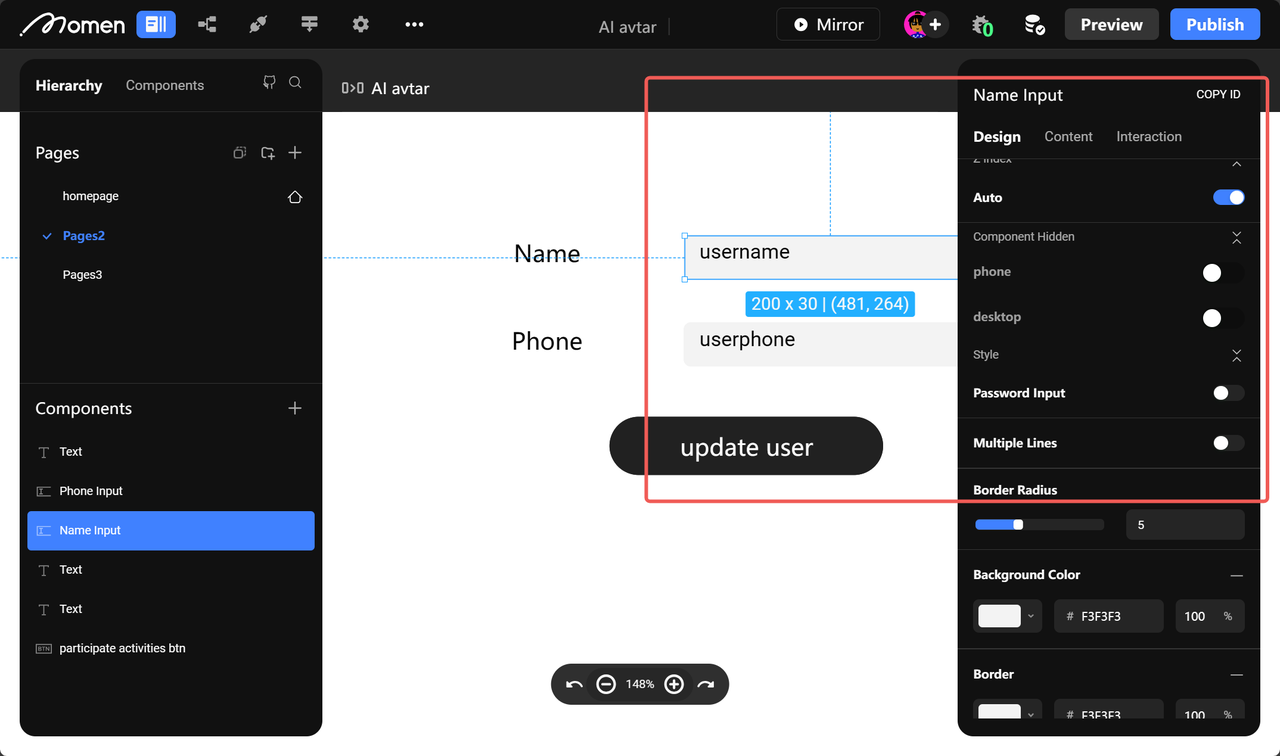 Momen
AI avtar
Mirror
0
Preview
Publish
Hierarchy
Components
AI avtar
Pages
homepage
Pages2
Pages3
Components
Text
Phone Input
Name Input
Text
Text
BTN participate activities btn
Name
username
200 x 30 | (481, 264)
Phone
userphone
update user
148%
Name Input
COPY ID
Design
Content
Interaction
Z Index
Auto
Component Hidden
phone
desktop
Style
Password Input
Multiple Lines
Border Radius
5
Background Color
# F3F3F3
100 %
Border
# F3F3F3
100 %